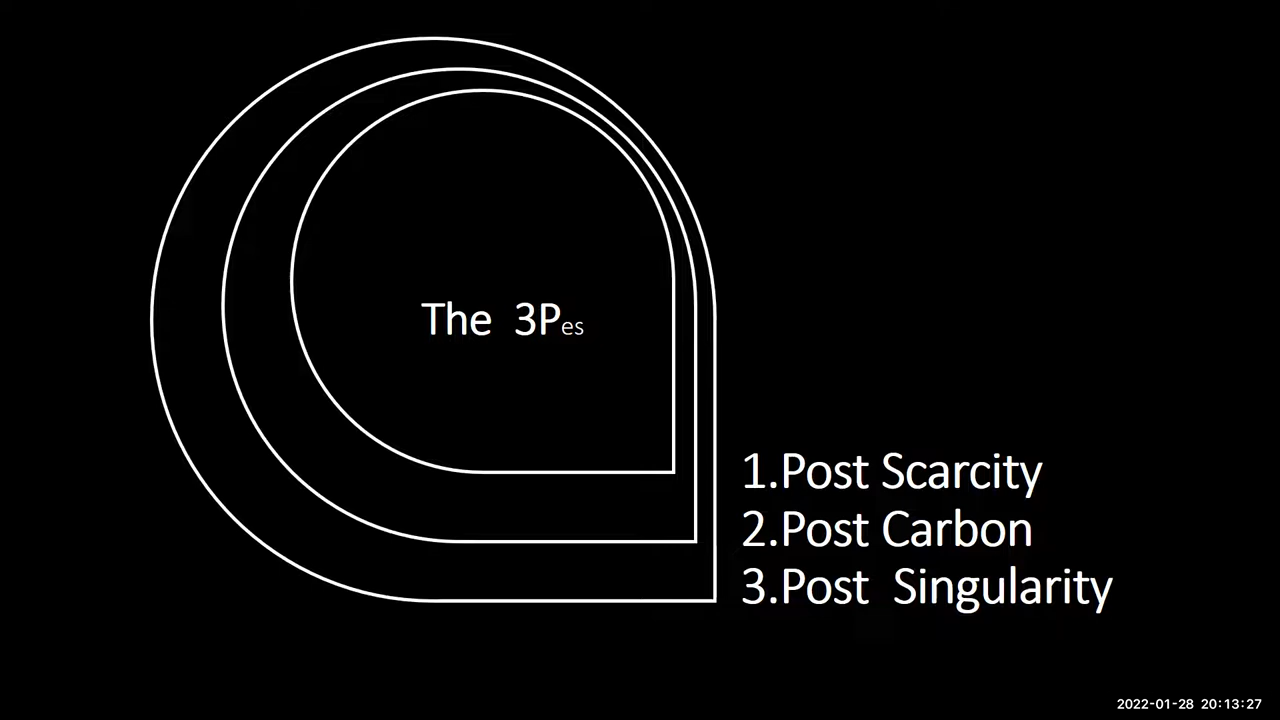 The 3Pes
1.Post Scarcity
2.Post Carbon
3.Post Singularity
2022-01-28 20:13:27